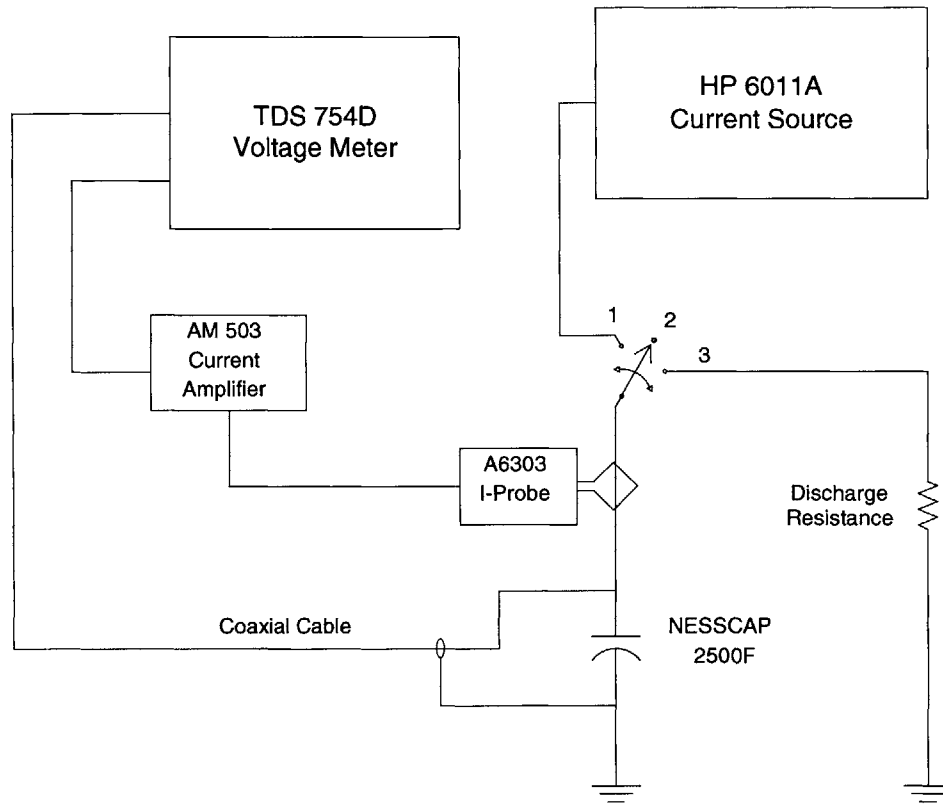 TDS 754D
Voltage Meter
HP 6011A
Current Source
1
2
3
AM 503
Current
Amplifier
A6303
I-Probe
Discharge
Resistance
Coaxial Cable
NESSCAP
2500F